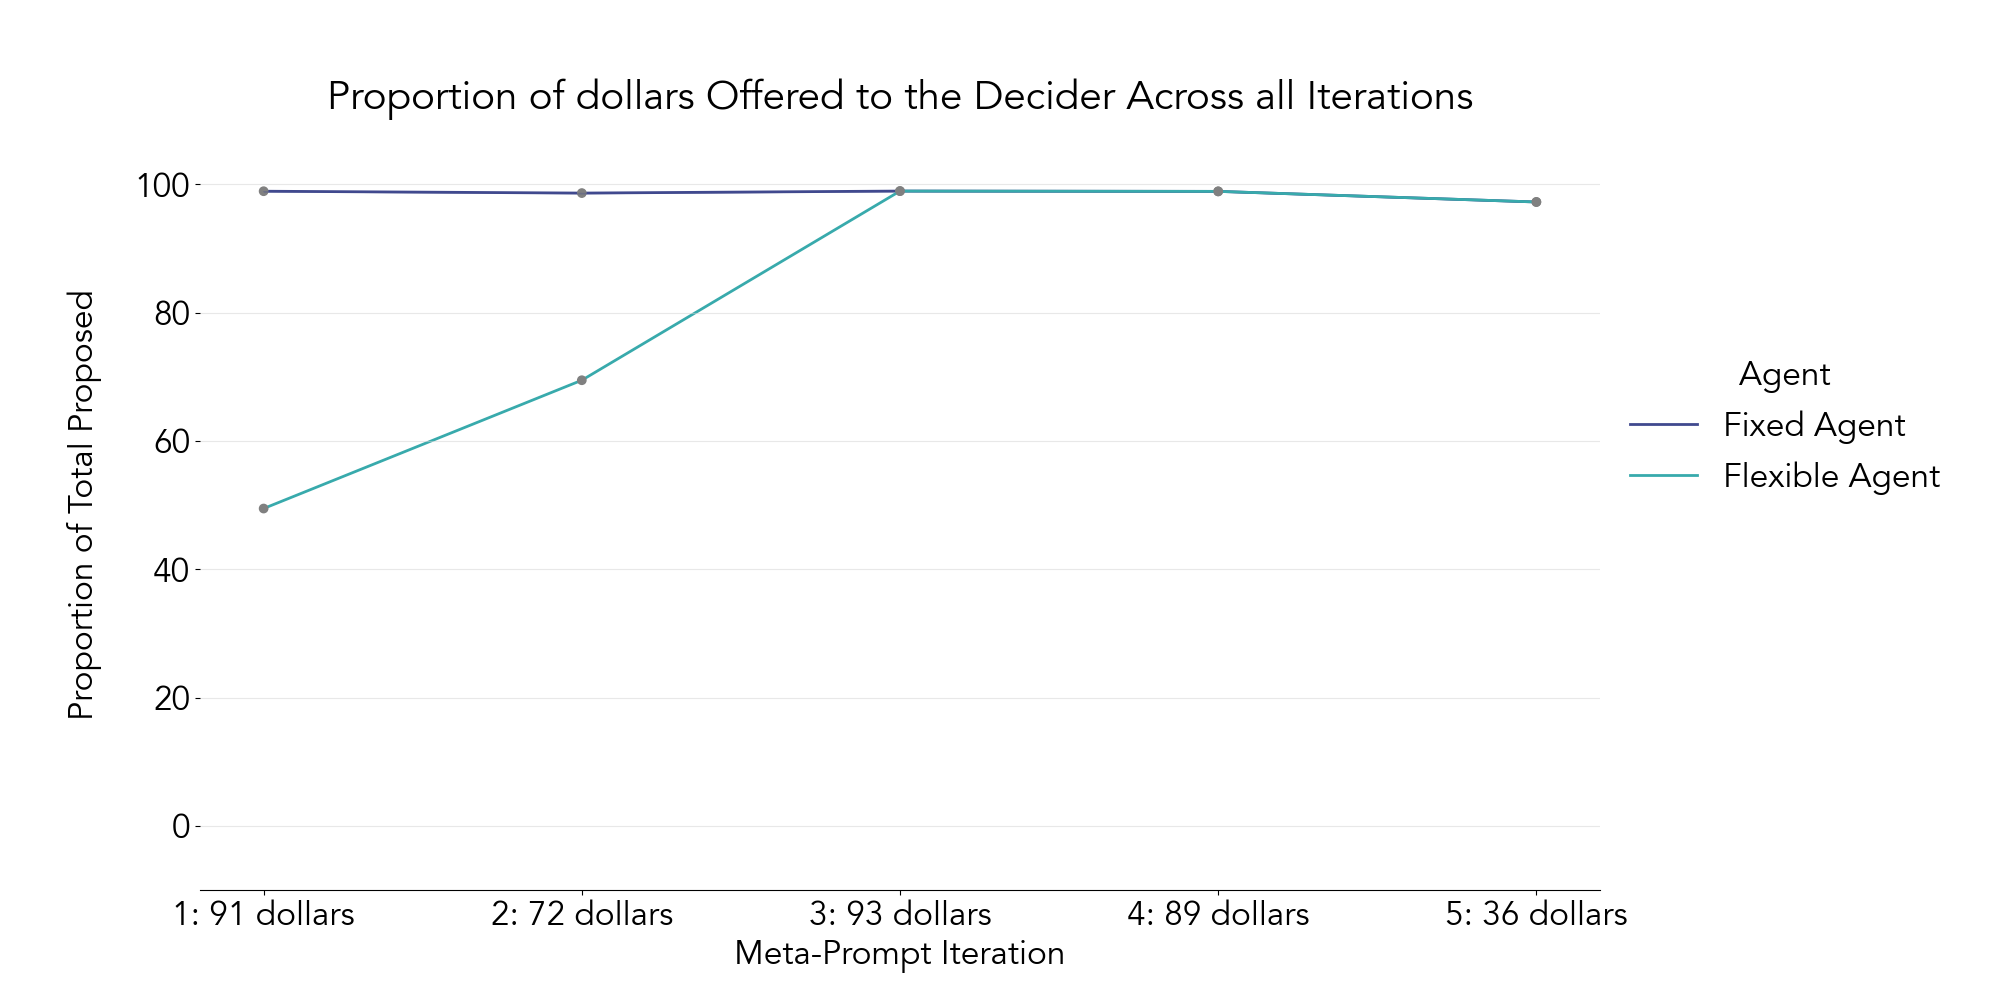 Proportion of dollars Offered to the Decider Across all Iterations
Proportion of Total Proposed
100
80
60
40
20
0
1: 91 dollars
2: 72 dollars
3: 93 dollars
4: 89 dollars
5: 36 dollars
Meta-Prompt Iteration
Agent
Fixed Agent
Flexible Agent